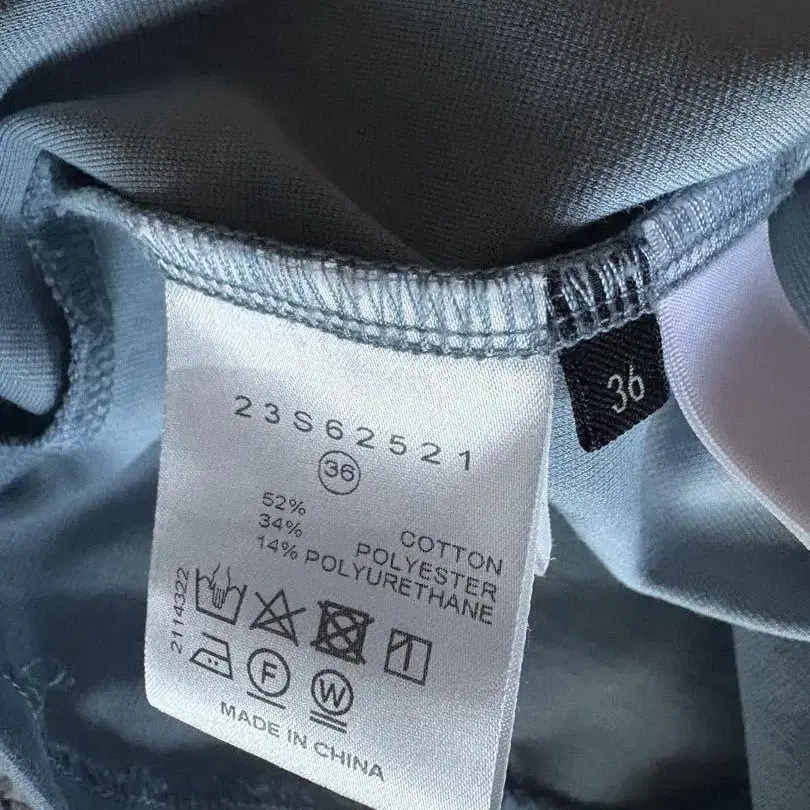 23S62521
36
52% COTTON
34% POLYESTER
14% POLYURETHANE
2114322
F W
MADE IN CHINA
36